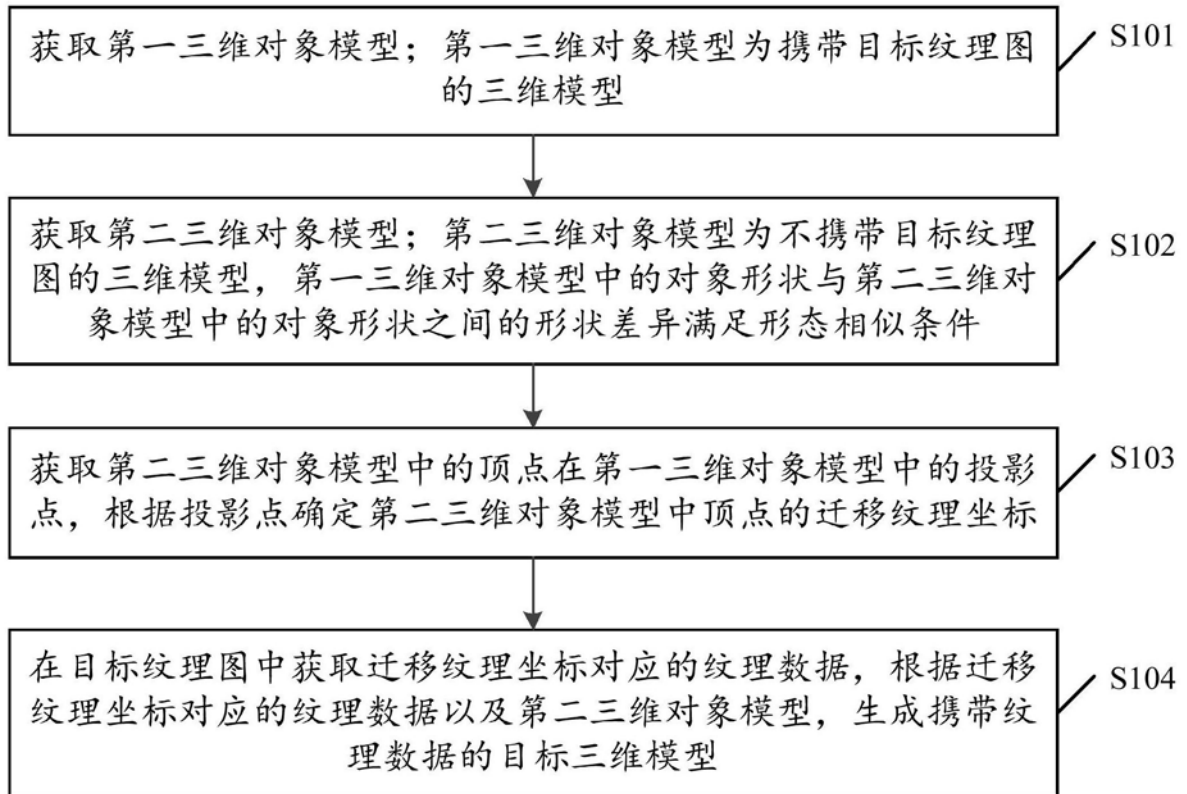 获取第一三维对象模型；第一三维对象模型为携带目标纹理图
的三维模型
S101
获取第二三维对象模型；第二三维对象模型为不携带目标纹理
图的三维模型，第一三维对象模型中的对象形状与第二三维对
象模型中的对象形状之间的形状差异满足形态相似条件
S102
获取第二三维对象模型中的顶点在第一三维对象模型中的投影
点，根据投影点确定第二三维对象模型中顶点的迁移纹理坐标
S103
在目标纹理图中获取迁移纹理坐标对应的纹理数据，根据迁移
纹理坐标对应的纹理数据以及第二三维对象模型，生成携带纹
理数据的目标三维模型
S104